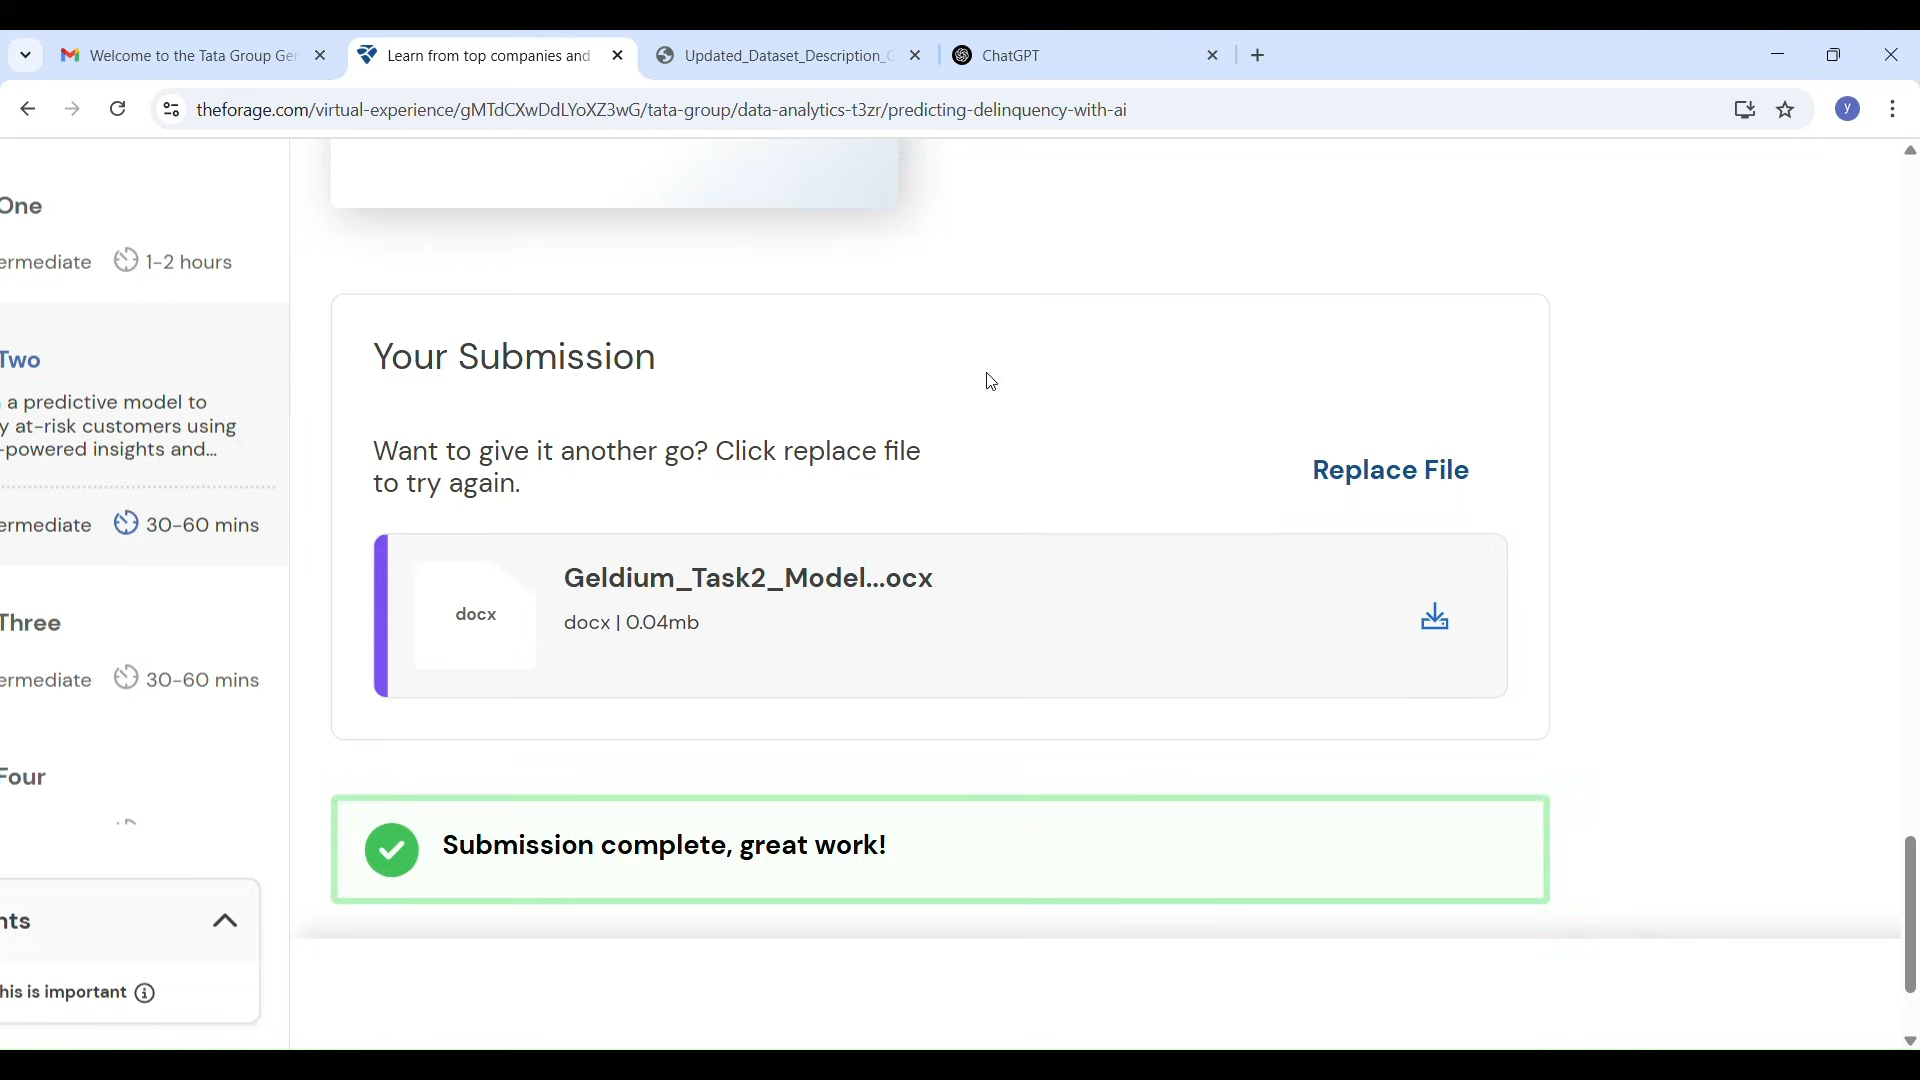 Welcome to the Tata Group Ger
Learn from top companies and
Updated_Dataset_Description_G
ChatGPT
theforage.com/virtual-experience/gMTdCXwDdLYoXZ3wG/tata-group/data-analytics-t3zr/predicting-delinquency-with-ai
y
One
ermediate 1-2 hours
Two
a predictive model to
y at-risk customers using
-powered insights and...
ermediate 30-60 mins
Three
ermediate 30-60 mins
Four
nts
his is important
Your Submission
Want to give it another go? Click replace file
to try again.
Replace File
docx
Geldium_Task2_Model...ocx
docx | 0.04mb
Submission complete, great work!